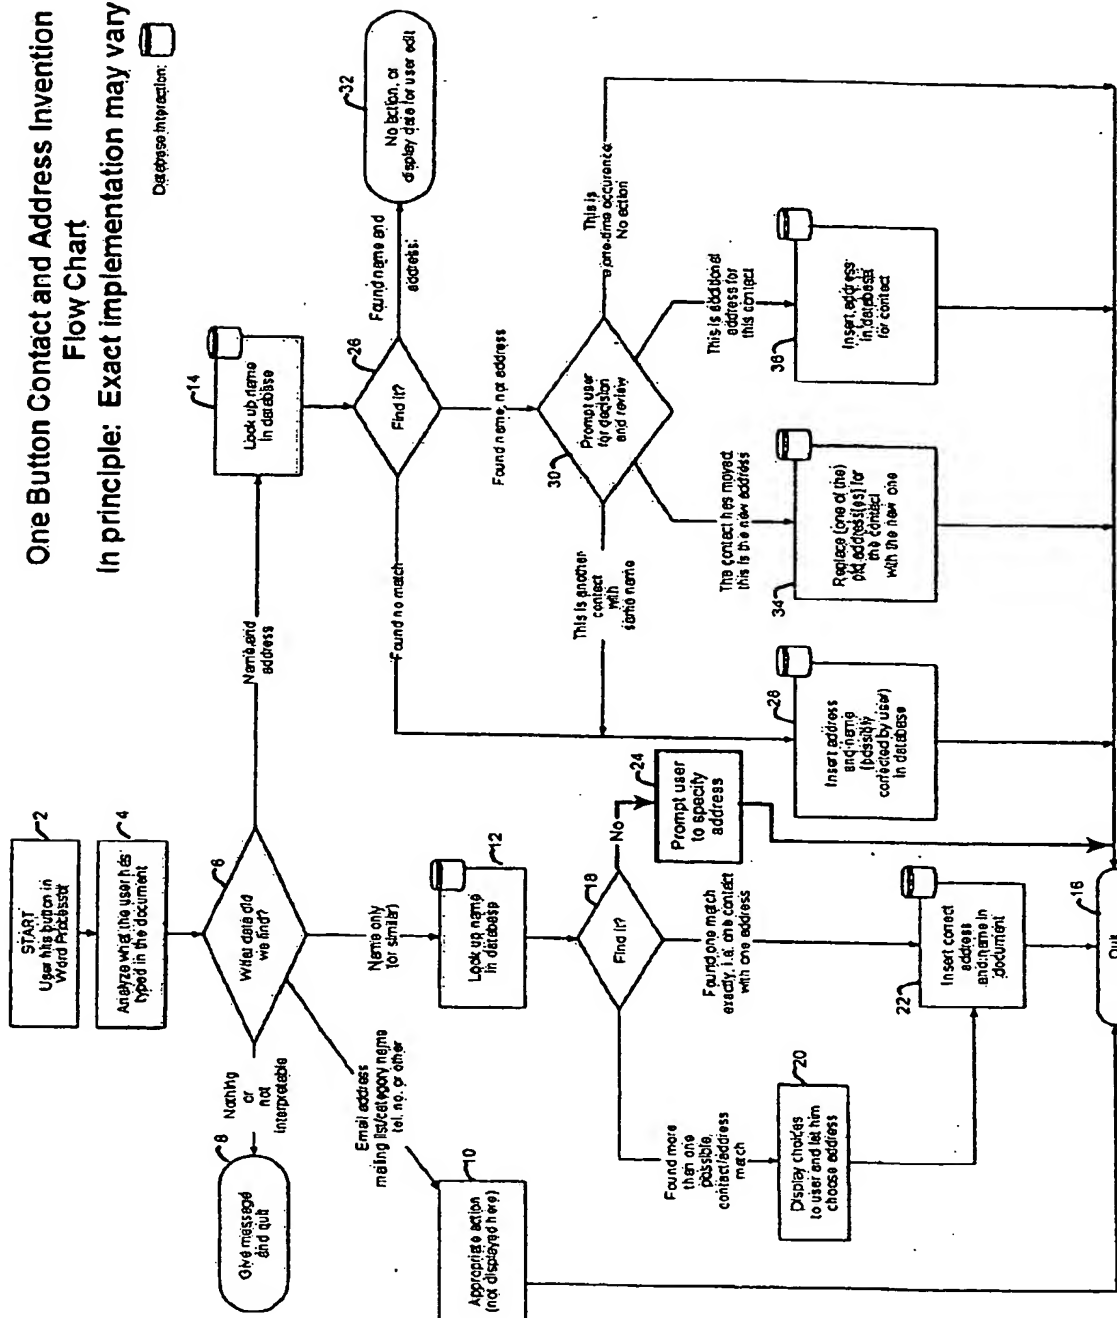 One Button Contact and Address Invention
Flow Chart
In principle: Exact implementation may vary
Database interaction:
2
START
User hits button in
Word Processor
4
Analyze what the user has
typed in the document
6
What data did
we find?
Nothing
or
not
interpretable
8
Give message
and quit
Email address
mailing list/category name
tel. no. or other
10
Appropriate action
(not displayed here)
Name only
(or similar)
12
Look up name
in database
Name and
address
14
Look up name
in database
18
Find it?
No
24
Prompt user
to specify
address
Found one match
exactly, i.e. one contact
with one address
Found more
than one
possible,
contact/address
match
20
Display choices
to user and let him
choose address
22
Insert correct
address
and name in
document
16
26
Find it?
Found name and
address:
32
No action, or
display data for user edit
Found no match
Found name, not address
30
Prompt user
for decision
and review
This is another
contact
with
same name
The contact has moved;
this is the new address
This is additional
address for
this contact
This is
a one-time occurence:
No action
28
Insert address
and name
(possibly
corrected by user)
in database
34
Replace (one of the)
old address(es) for
the contact
with the new one
36
Insert address
in database
for contact